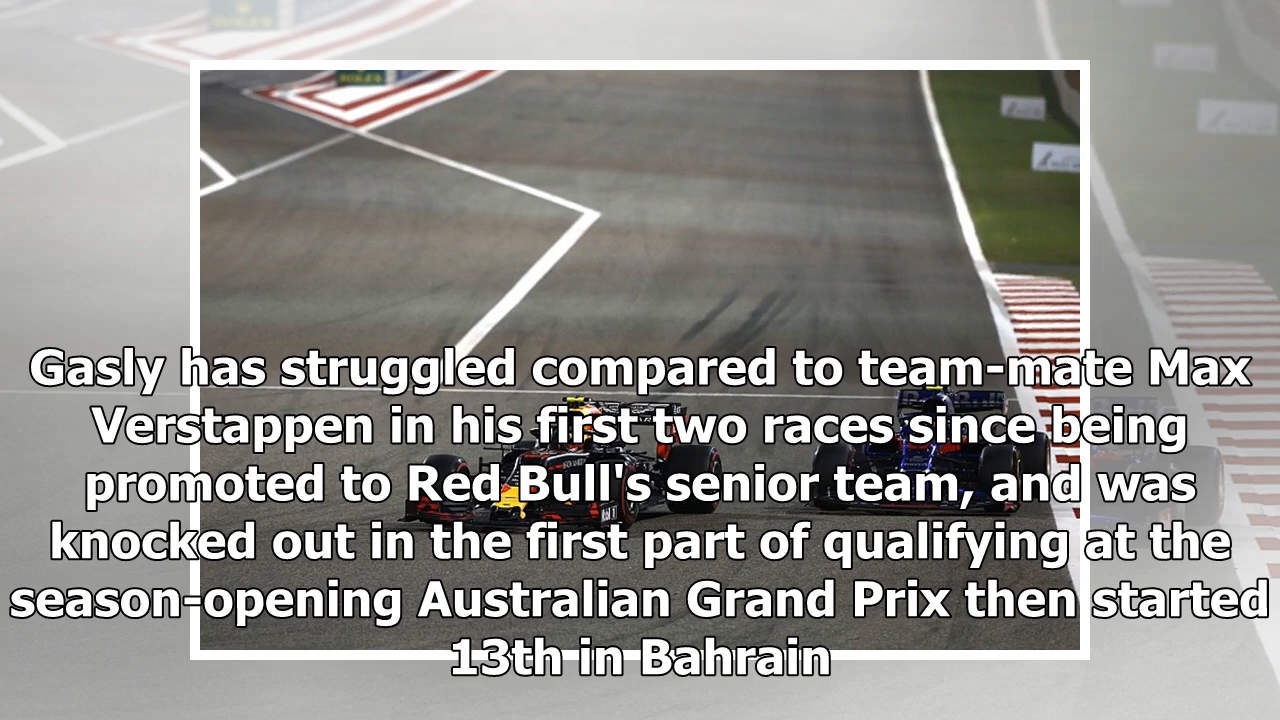 ROLEX
Gasly has struggled compared to team-mate Max
Verstappen in his first two races since being
promoted to Red Bull's senior team, and was
knocked out in the first part of qualifying at the
season-opening Australian Grand Prix then started
13th in Bahrain